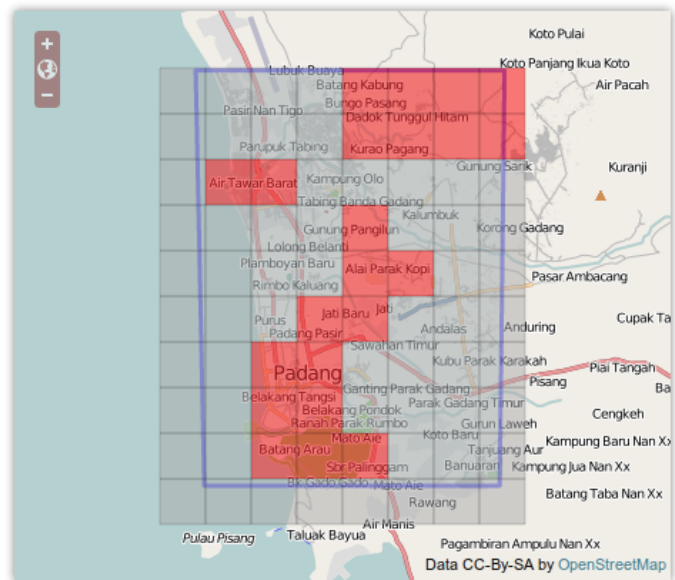 +
−
Koto Pulai
Koto Panjang Ikua Koto
Lubuk Buaya
Batang Kabung
Air Pacah
Bungo Pasang
Pasir Nan Tigo
Dadok Tunggul Hitam
Parupuk Tabing
Kurao Pagang
Gunung Sarik
Kuranji
Air Tawar Barat
Kampung Olo
Tabing Banda Gadang
Kalumbuk
Gunung Pangilun
Korong Gadang
Lolong Belanti
Plamboyan Baru
Alai Parak Kopi
Pasar Ambacang
Rimbo Kaluang
Jati Baru
Jati
Purus
Cupak Ta
Padang Pasir
Andalas
Anduring
Sawahan Timur
Kubu Parak Karakah
Piai Tangah
Padang
Pisang
Ba
Ganting Parak Gadang
Belakang Tangsi
Parak Gadang Timur
Belakang Pondok
Cengkeh
Ranah Parak Rumbo
Gurun Laweh
Mato Aie
Koto Baru
Kampung Baru Nan Xx
Batang Arau
Tanjuang Aur
Sbr Palinggam
Banuaran
Kampung Jua Nan Xx
Bk Gado Gado
Mato Aie
Batang Taba Nan Xx
Rawang
Air Manis
Pulau Pisang
Taluak Bayua
Pagambiran Ampulu Nan Xx
Data CC-By-SA by OpenStreetMap